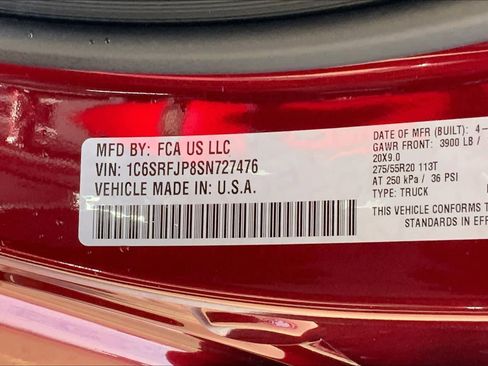 MFD BY: FCA US LLC
VIN: 1C6SRFJP8SN727476
VEHICLE MADE IN: U.S.A.
DATE OF MFR (BUILT): 4-
GAWR FRONT: 3900 LB /
20X9.0
275/55R20 113T
AT 250 kPa / 36 PSI
TYPE: TRUCK
THIS VEHICLE CONFORMS T
STANDARDS IN EFF